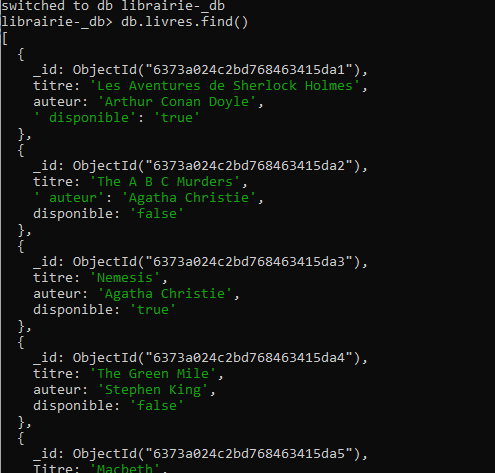 switched to db librairie-_db
librairie-_db> db.livres.find()
[
  {
    _id: ObjectId("6373a024c2bd768463415da1"),
    titre: 'Les Aventures de Sherlock Holmes',
    auteur: 'Arthur Conan Doyle',
    ' disponible': 'true'
  },
  {
    _id: ObjectId("6373a024c2bd768463415da2"),
    titre: 'The A B C Murders',
    ' auteur': 'Agatha Christie',
    disponible: 'false'
  },
  {
    _id: ObjectId("6373a024c2bd768463415da3"),
    titre: 'Nemesis',
    auteur: 'Agatha Christie',
    disponible: 'true'
  },
  {
    _id: ObjectId("6373a024c2bd768463415da4"),
    titre: 'The Green Mile',
    auteur: 'Stephen King',
    disponible: 'false'
  },
  {
    _id: ObjectId("6373a024c2bd768463415da5"),
    Titre: 'Macbeth',